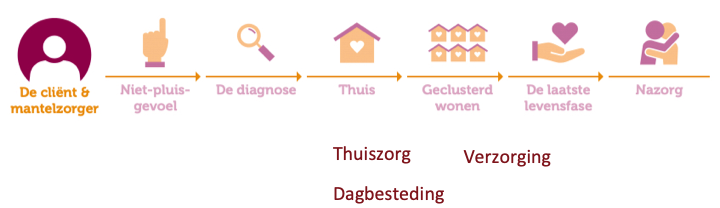 De cliënt &
mantelzorger
Niet-pluis-
gevoel
De diagnose
Thuis
Geclusterd
wonen
De laatste
levensfase
Nazorg
Thuiszorg
Verzorging
Dagbesteding